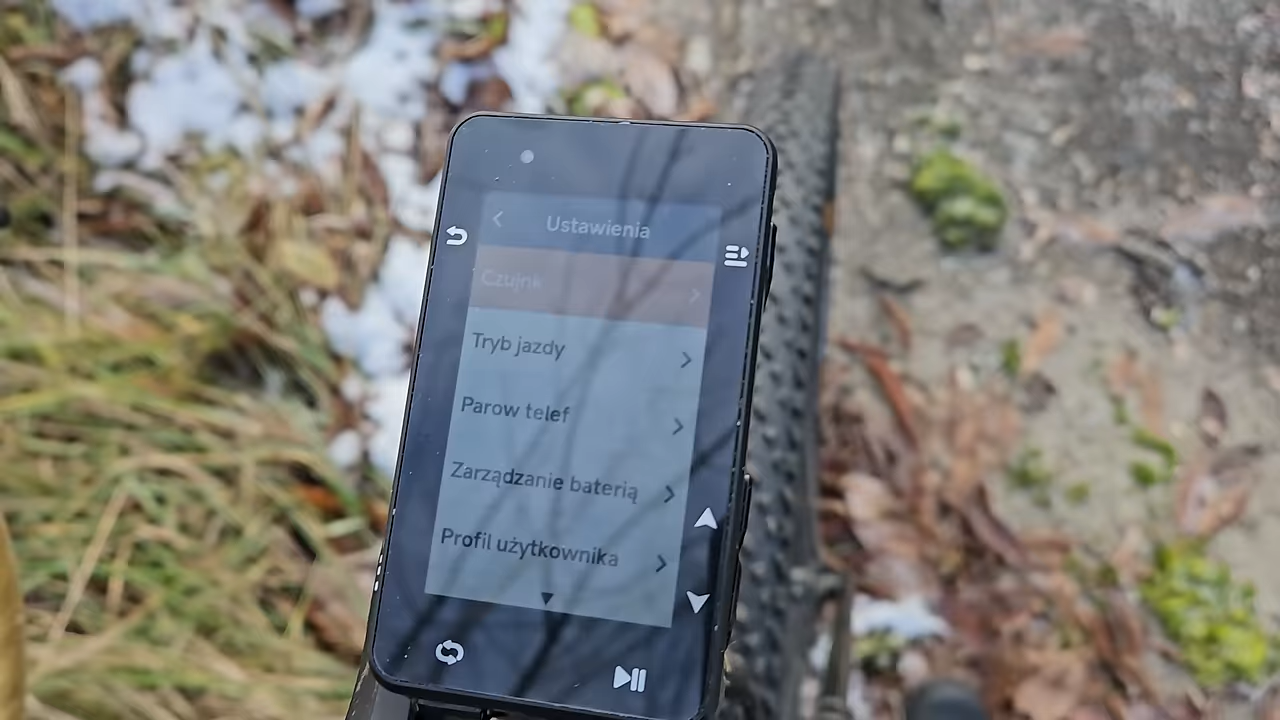 Ustawienia
Czujnk
Tryb jazdy
Parow telef
Zarządzanie baterią
Profil użytkownika